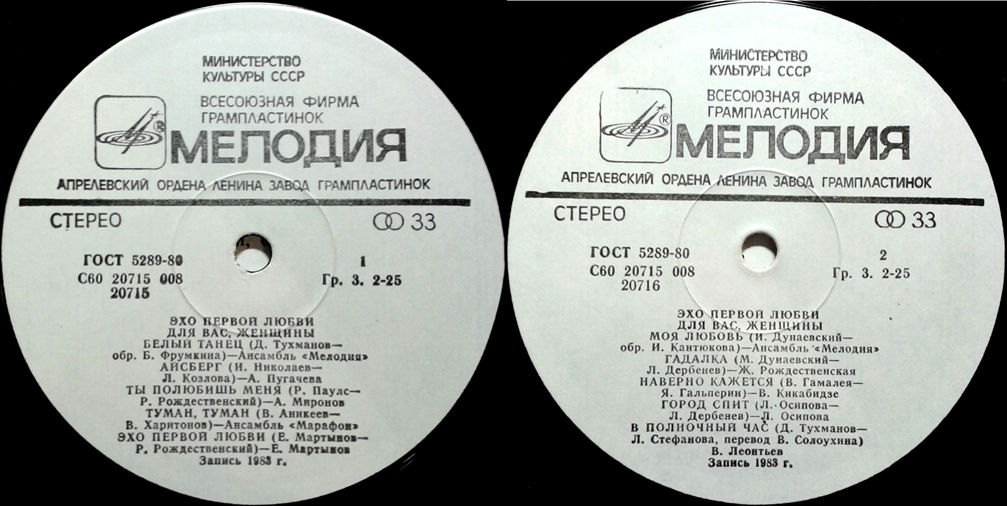 МИНИСТЕРСТВО
КУЛЬТУРЫ СССР
ВСЕСОЮЗНАЯ ФИРМА
ГРАМПЛАСТИНОК
® МЕЛОДИЯ
АПРЕЛЕВСКИЙ ОРДЕНА ЛЕНИНА ЗАВОД ГРАМПЛАСТИНОК
СТЕРЕО 33
ГОСТ 5289-80 1
С60 20715 008 Гр. 3. 2-25
20715
ЭХО ПЕРВОЙ ЛЮБВИ
ДЛЯ ВАС, ЖЕНЩИНЫ
БЕЛЫЙ ТАНЕЦ (Д. Тухманов—
обр. Б. Фрумкина)—Ансамбль «Мелодия»
АЙСБЕРГ (И. Николаев—
Л. Козлова)—А. Пугачева
ТЫ ПОЛЮБИШЬ МЕНЯ (Р. Паулс—
Р. Рождественский)—А. Миронов
ТУМАН, ТУМАН (В. Аникеев—
В. Харитонов)—Ансамбль «Марафон»
ЭХО ПЕРВОЙ ЛЮБВИ (Е. Мартынов—
Р. Рождественский)—Е. Мартынов
Запись 1983 г.
МИНИСТЕРСТВО
КУЛЬТУРЫ СССР
ВСЕСОЮЗНАЯ ФИРМА
ГРАМПЛАСТИНОК
® МЕЛОДИЯ
АПРЕЛЕВСКИЙ ОРДЕНА ЛЕНИНА ЗАВОД ГРАМПЛАСТИНОК
СТЕРЕО 33
ГОСТ 5289-80 2
С60 20715 008 Гр. 3. 2-25
20716
ЭХО ПЕРВОЙ ЛЮБВИ
ДЛЯ ВАС, ЖЕНЩИНЫ
МОЯ ЛЮБОВЬ (И. Дунаевский—
обр. И. Кантюкова)—Ансамбль «Мелодия»
ГАДАЛКА (М. Дунаевский—
Л. Дербенев)—Ж. Рождественская
НАВЕРНО КАЖЕТСЯ (В. Гамалея—
Я. Гальперин)—В. Кикабидзе
ГОРОД СПИТ (Л. Осипова—
Л. Дербенев)—Л. Осипова
В ПОЛНОЧНЫЙ ЧАС (Д. Тухманов—
Л. Стефанова, перевод В. Солоухина)
В. Леонтьев
Запись 1983 г.